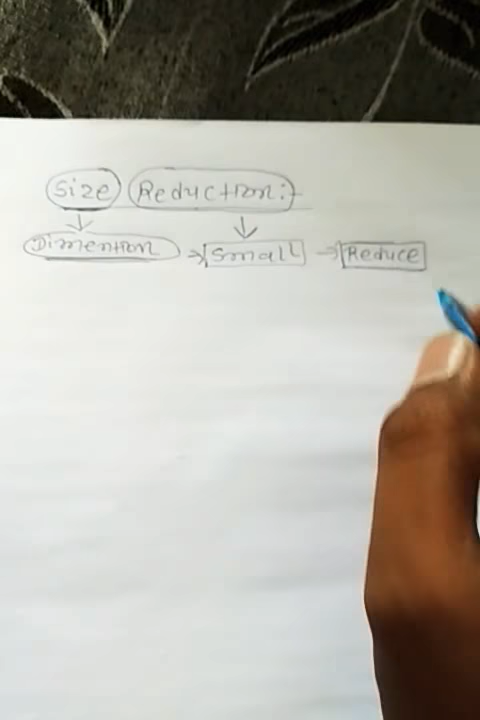 Size Reduction:-
Dimention → Small → Reduce